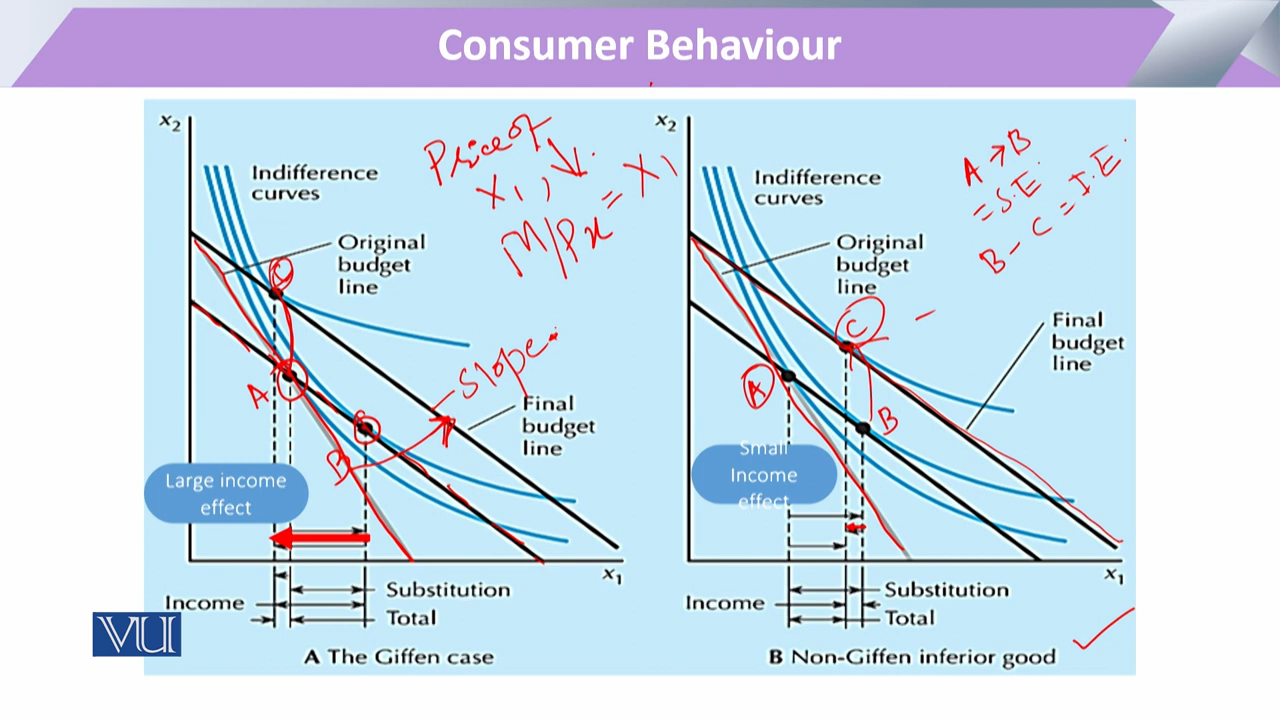 Consumer Behaviour
x₂
Indifference
curves
Price of
X₁, ↓.
M/Px = X₁
Original
budget
line
C
A
B
B
Slope
Final
budget
line
Large income
effect
x₁
Substitution
Income
Total
A The Giffen case
x₂
Indifference
curves
A → B
= S.E.
B - C = I.E.
Original
budget
line
C
Final
budget
line
A
B
Small
Income
effect
x₁
Substitution
Income
Total
B Non-Giffen inferior good
VU